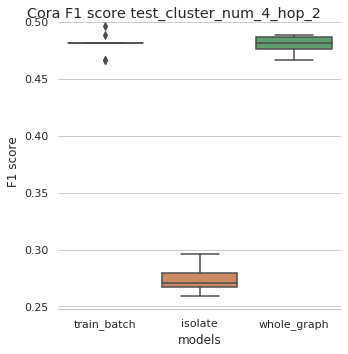 Cora F1 score test_cluster_num_4_hop_2
0.50
0.45
0.40
0.35
0.30
0.25
F1 score
train_batch isolate whole_graph
models